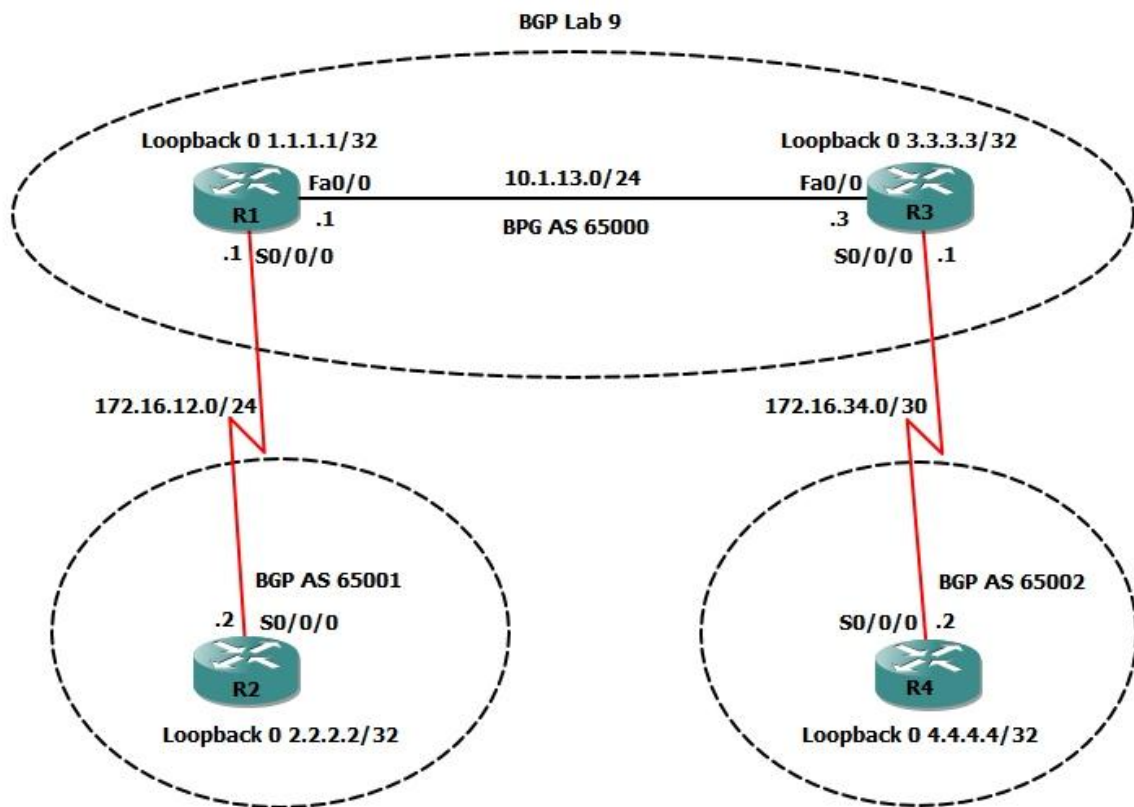 BGP Lab 9
Loopback 0 1.1.1.1/32
Loopback 0 3.3.3.3/32
Fa0/0
10.1.13.0/24
Fa0/0
R1
.1
BPG AS 65000
.3
R3
.1
S0/0/0
S0/0/0
.1
172.16.12.0/24
172.16.34.0/30
BGP AS 65001
BGP AS 65002
.2
S0/0/0
S0/0/0
.2
R2
R4
Loopback 0 2.2.2.2/32
Loopback 0 4.4.4.4/32